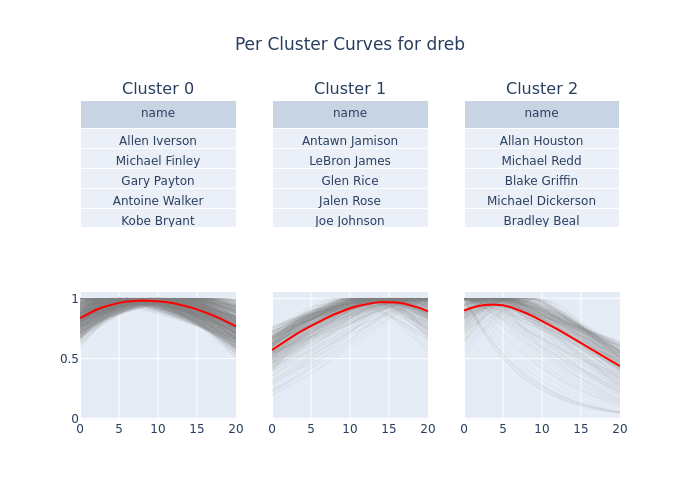 Per Cluster Curves for dreb
Cluster 0
Cluster 1
Cluster 2
name
name
name
Allen Iverson
Antawn Jamison
Allan Houston
Michael Finley
LeBron James
Michael Redd
Gary Payton
Glen Rice
Blake Griffin
Antoine Walker
Jalen Rose
Michael Dickerson
Kobe Bryant
Joe Johnson
Bradley Beal
1
0.5
0
0 5 10 15 20
0 5 10 15 20
0 5 10 15 20